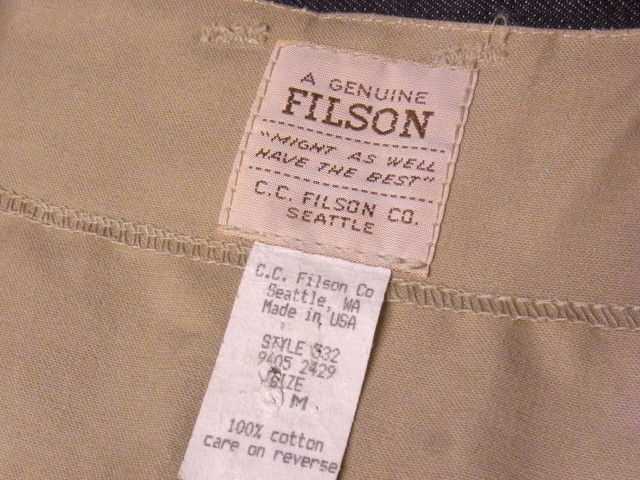 A GENUINE
FILSON
"MIGHT AS WELL
HAVE THE BEST"
C.C. FILSON CO.
SEATTLE
C.C. Filson Co
Seattle, WA
Made in USA
STYLE 532
9405 2429
SIZE
M
100% cotton
care on reverse